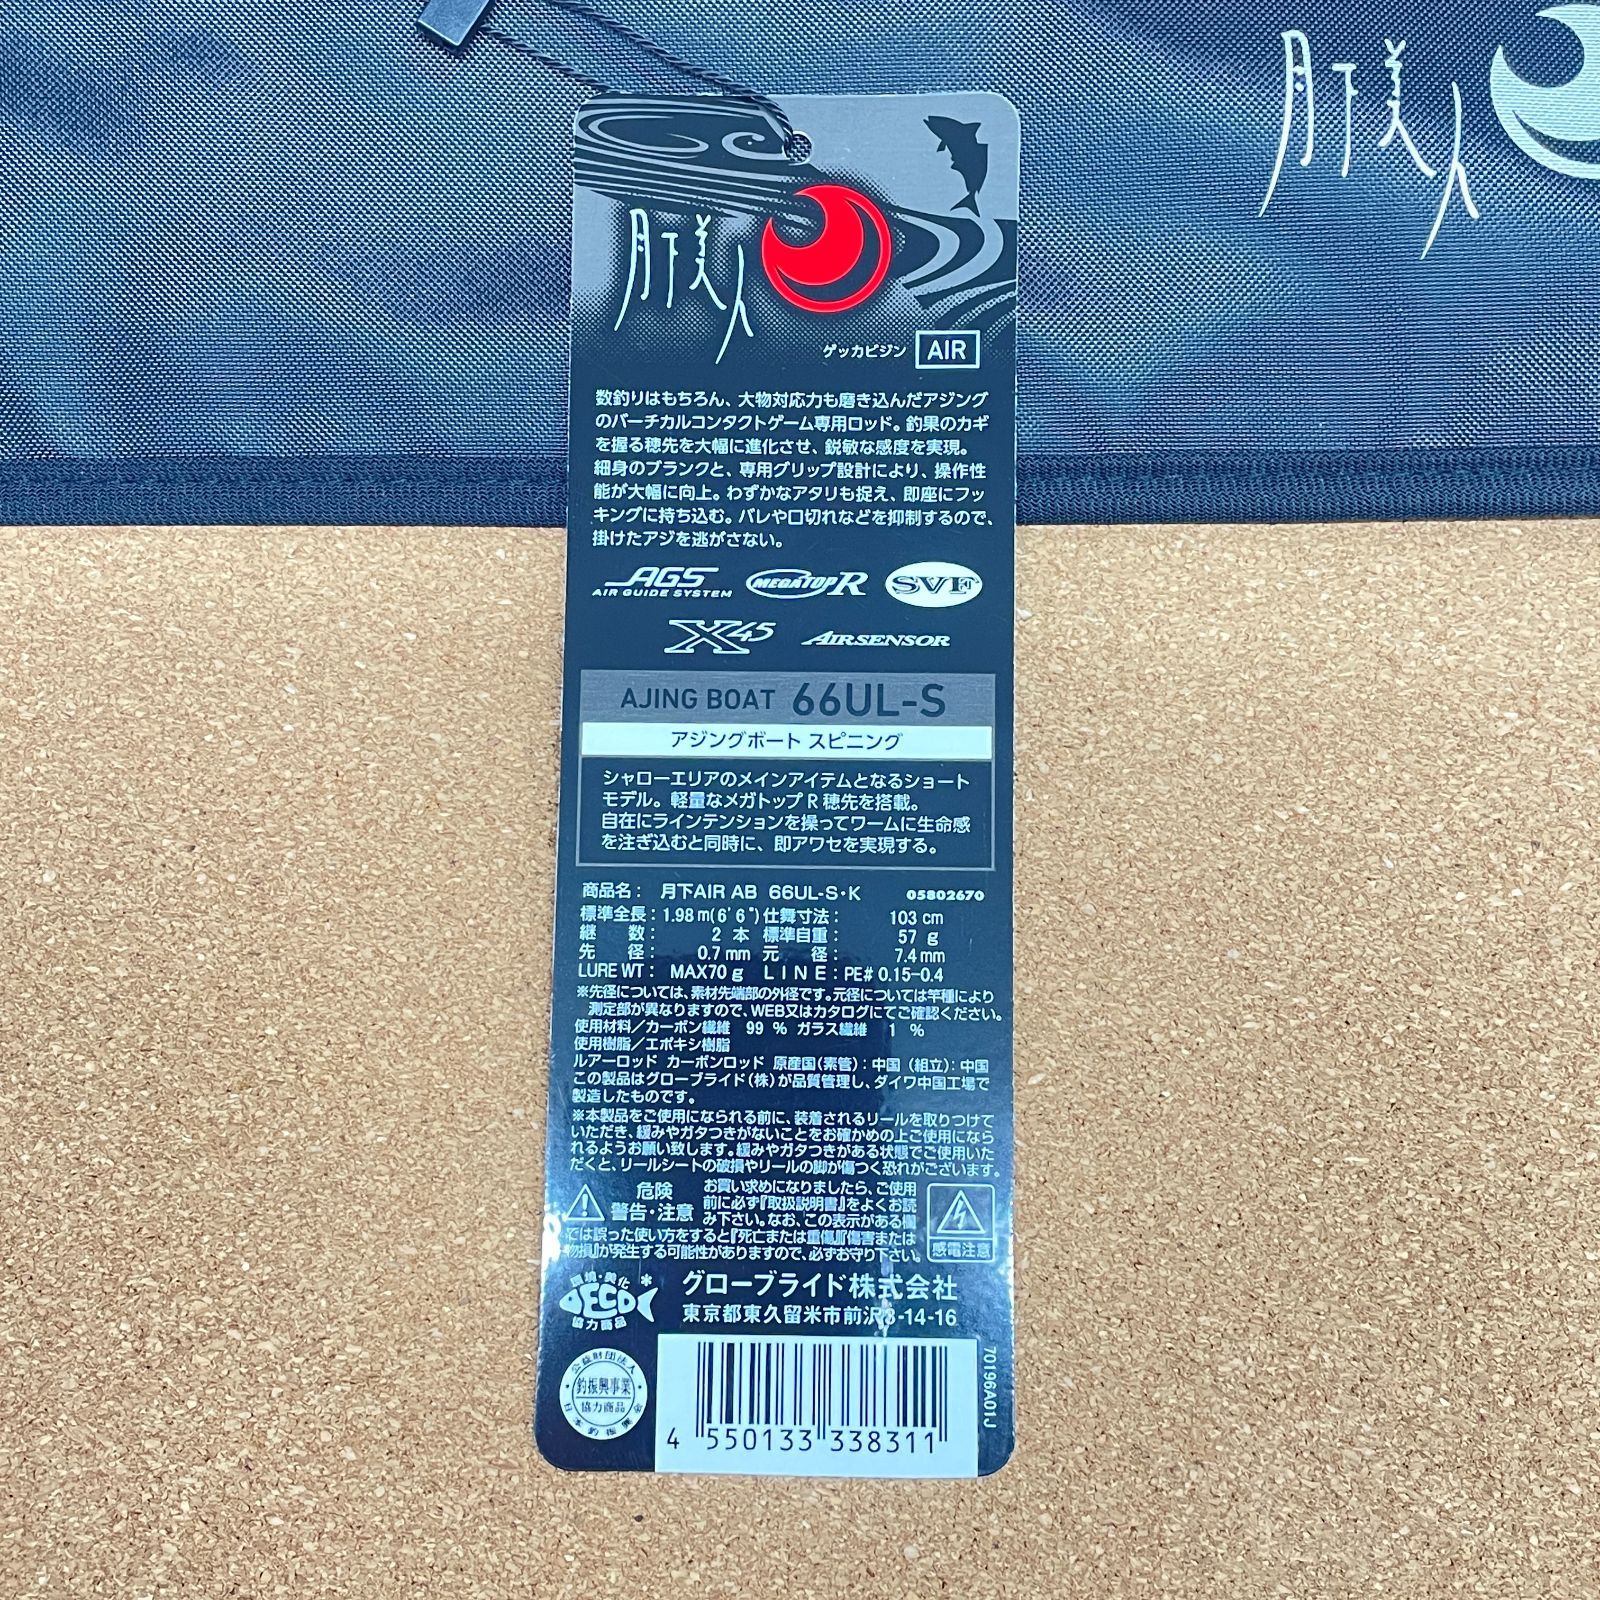 月下美人
月下美人
ゲッカビジン AIR
数釣りはもちろん、大物対応力も磨き込んだアジング
のバーチカルコンタクトゲーム専用ロッド。釣果のカギ
を握る穂先を大幅に進化させ、鋭敏な感度を実現。
細身のブランクと、専用グリップ設計により、操作性
能が大幅に向上。わずかなアタリも捉え、即座にフッ
キングに持ち込む。バレや口切れなどを抑制するので、
掛けたアジを逃がさない。
AGS MEGATOP R SVF
AIR GUIDE SYSTEM
X45 AIRSENSOR
AJING BOAT 66UL-S
アジングボート スピニング
シャローエリアのメインアイテムとなるショート
モデル。軽量なメガトップR穂先を搭載。
自在にラインテンションを操ってワームに生命感
を注ぎ込むと同時に、即アワセを実現する。
商品名: 月下AIR AB 66UL-S・K 05802670
標準全長: 1.98m(6'6") 仕舞寸法: 103cm
継数: 2本 標準自重: 57g
先径: 0.7mm 元径: 7.4mm
LURE WT: MAX70g LINE: PE# 0.15-0.4
※先径については、素材先端部の外径です。元径については竿種により
測定部が異なりますので、WEB又はカタログにてご確認ください。
使用材料/カーボン繊維 99% ガラス繊維 1%
使用樹脂/エポキシ樹脂
ルアーロッド カーボンロッド 原産国(素管):中国 (組立):中国
この製品はグローブライド(株)が品質管理し、ダイワ中国工場で
製造したものです。
※本製品をご使用になられる前に、装着されるリールを取りつけて
いただき、緩みやガタつきがないことをお確かめの上ご使用になら
れるようお願い致します。緩みやガタつきがある状態でご使用いた
だくと、リールシートの破損やリールの脚が傷つく恐れがございます。
危険
警告・注意
お買い求めになりましたら、ご使用
前に必ず『取扱説明書』をよくお読
み下さい。なお、この表示がある欄
では誤った使い方をすると『死亡または重傷』『傷害または
物損』が発生する可能性がありますので、必ずお守り下さい。
感電注意
環境・美化
ECO
協力商品
グローブライド株式会社
東京都東久留米市前沢3-14-16
公益財団法人
釣振興事業
協力商品
日本釣振興会
70196A01J
4 550133 338311